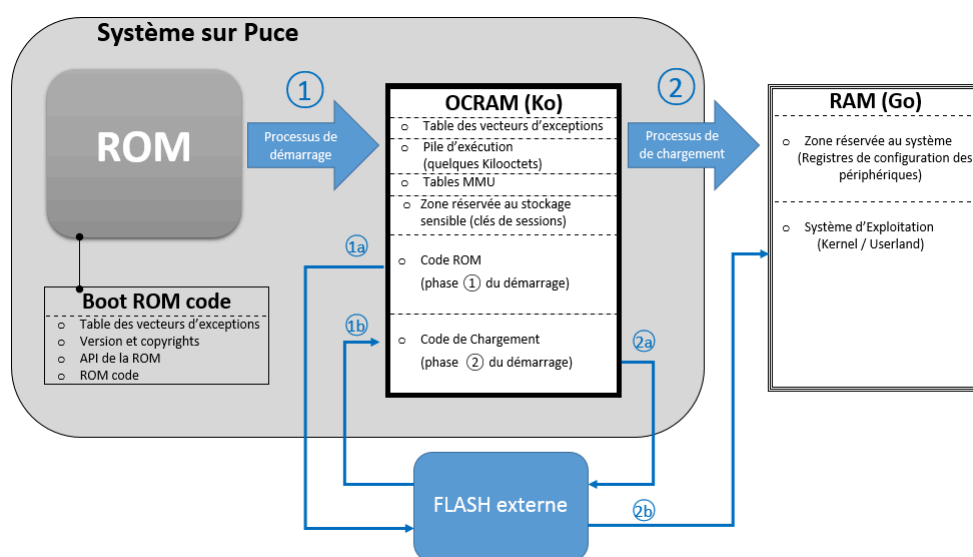 Système sur Puce
ROM
1
Processus de
démarrage
OCRAM (Ko)
o Table des vecteurs d'exceptions
o Pile d'exécution
(quelques Kilooctets)
o Tables MMU
o Zone réservée au stockage
sensible (clés de sessions)
o Code ROM
(phase 1 du démarrage)
o Code de Chargement
(phase 2 du démarrage)
2
Processus de
de chargement
RAM (Go)
o Zone réservée au système
(Registres de configuration des
périphériques)
o Système d'Exploitation
(Kernel / Userland)
Boot ROM code
o Table des vecteurs d'exceptions
o Version et copyrights
o API de la ROM
o ROM code
1a
1b
2a
2b
FLASH externe